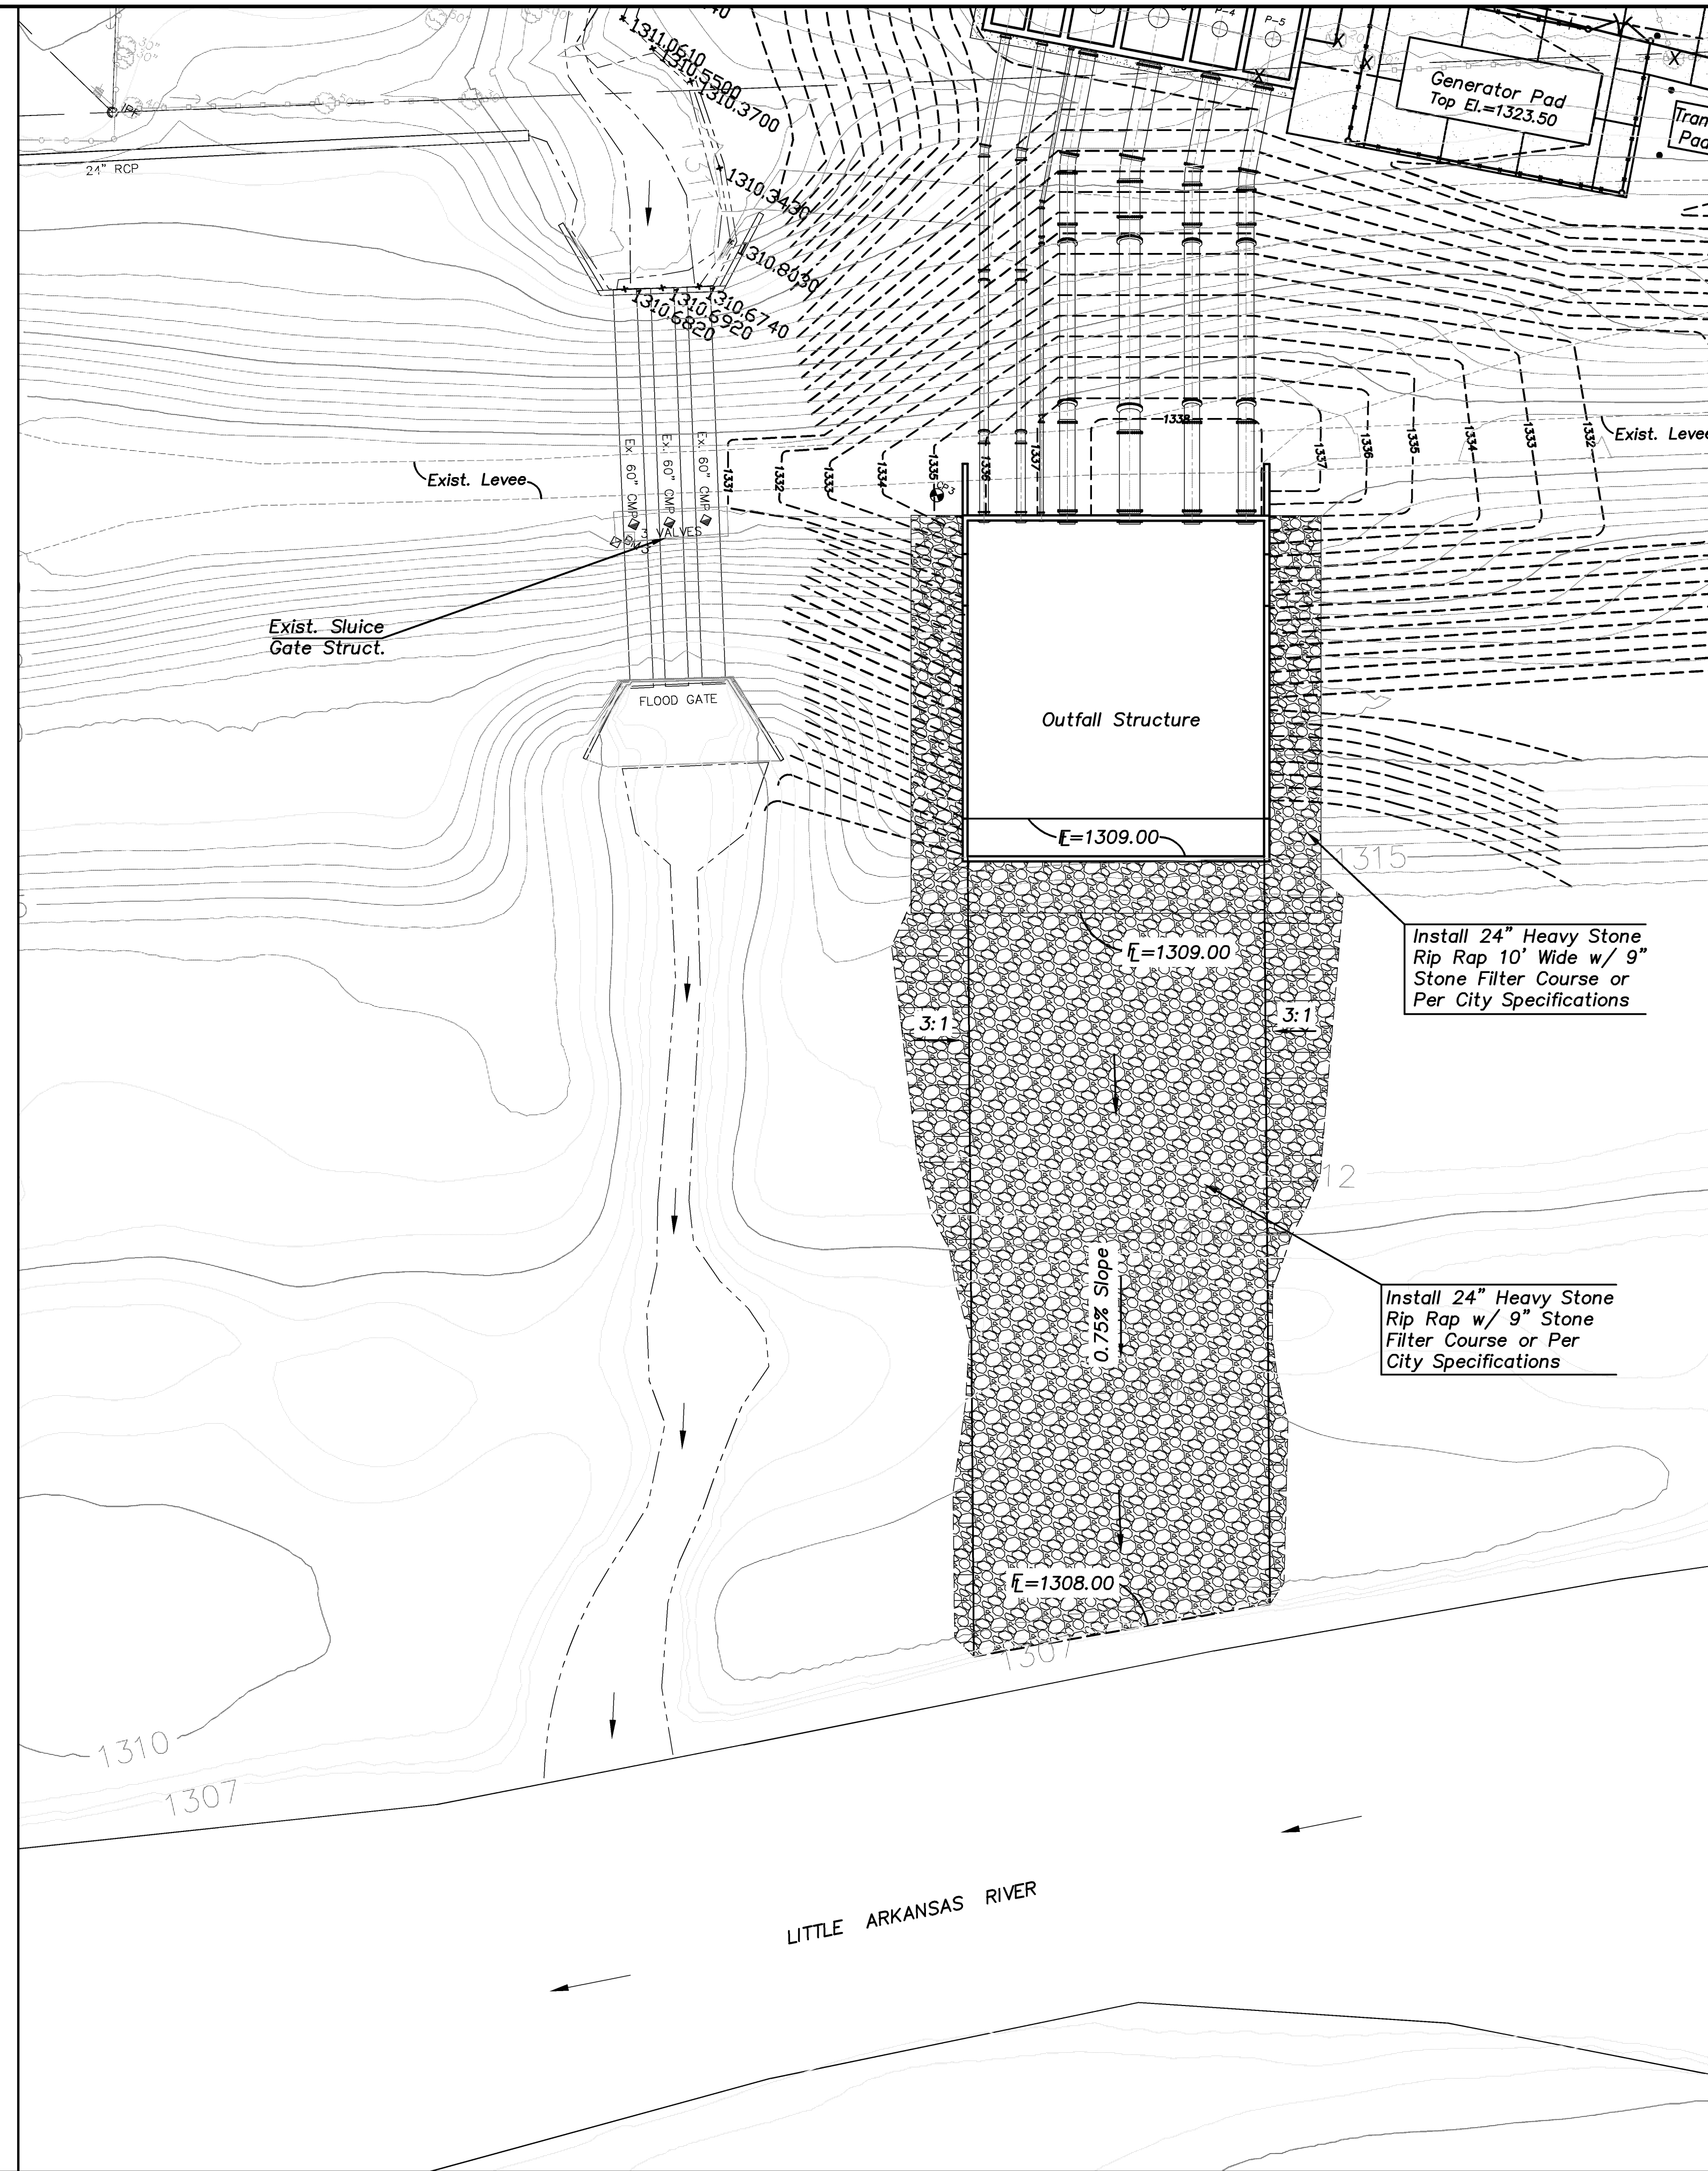 1311.0610
1310.5500
1310.3700
1310.3430
1310.8030
1310.6740
1310.6920
1310.6820
P-4
P-5
Generator Pad
Top El.=1323.50
IPF
24" RCP
1338
Exist. Levee
Exist. Levee
Ex. 60" CMP
Ex. 60" CMP
Ex. 60" CMP
1331
1332
1333
1334
1335
1336
1337
1337
1336
1335
1334
1333
1332
CP3
3 VALVES
Exist. Sluice
Gate Struct.
FLOOD GATE
Outfall Structure
FL=1309.00
1315
FL=1309.00
Install 24" Heavy Stone
Rip Rap 10' Wide w/ 9"
Stone Filter Course or
Per City Specifications
3:1
3:1
12
0.75% Slope
Install 24" Heavy Stone
Rip Rap w/ 9" Stone
Filter Course or Per
City Specifications
FL=1308.00
1307
1310
1307
LITTLE ARKANSAS RIVER